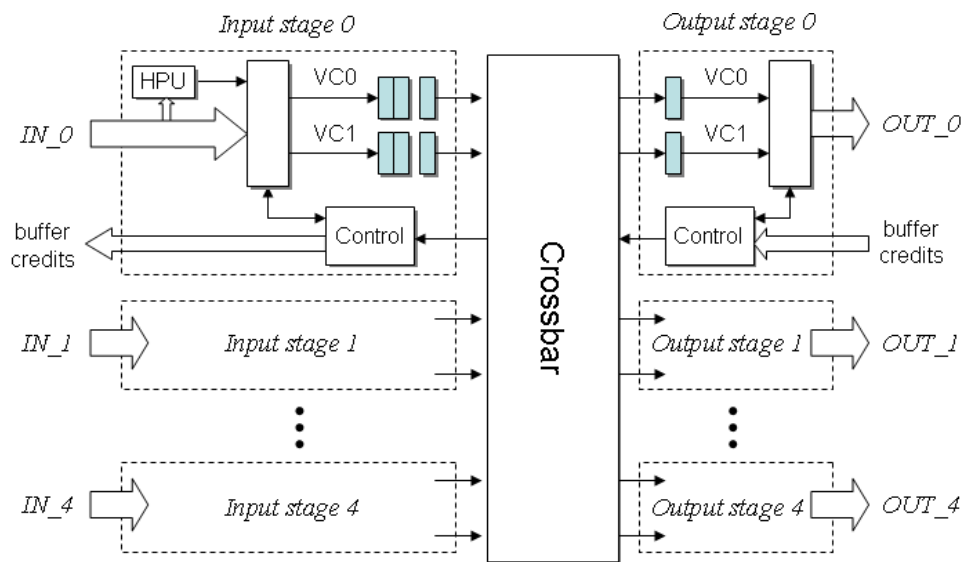 Input stage 0
Output stage 0
HPU
VC0
VC0
IN_0
VC1
VC1
OUT_0
buffer
credits
Control
Control
buffer
credits
Crossbar
IN_1
Input stage 1
Output stage 1
OUT_1
IN_4
Input stage 4
Output stage 4
OUT_4